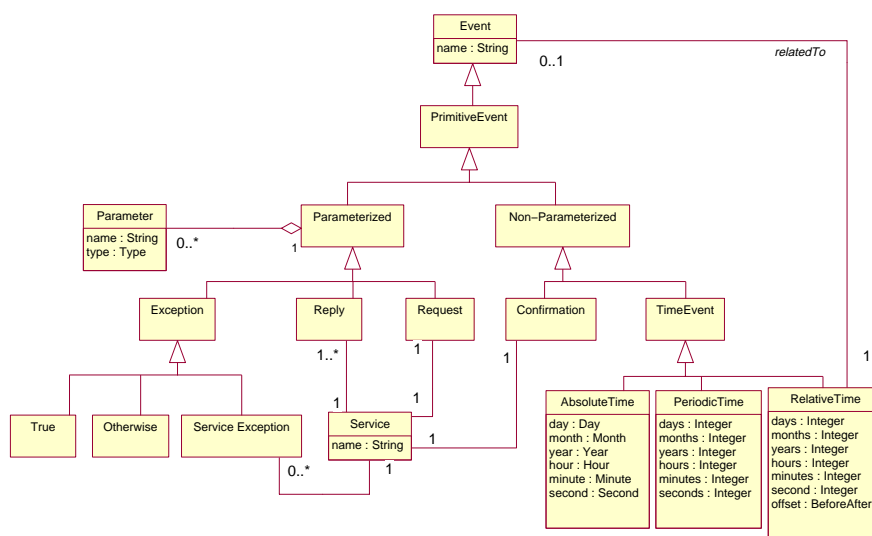 Event
name : String
0..1
relatedTo
PrimitiveEvent
Parameter
name : String
type : Type
0..*
1
Parameterized
Non−Parameterized
Exception
Reply
Request
Confirmation
TimeEvent
1..*
1
1
1
True
Otherwise
Service Exception
1
1
Service
name : String
1
0..*
1
AbsoluteTime
day : Day
month : Month
year : Year
hour : Hour
minute : Minute
second : Second
PeriodicTime
days : Integer
months : Integer
years : Integer
hours : Integer
minutes : Integer
seconds : Integer
RelativeTime
days : Integer
months : Integer
years : Integer
hours : Integer
minutes : Integer
second : Integer
offset : BeforeAfter